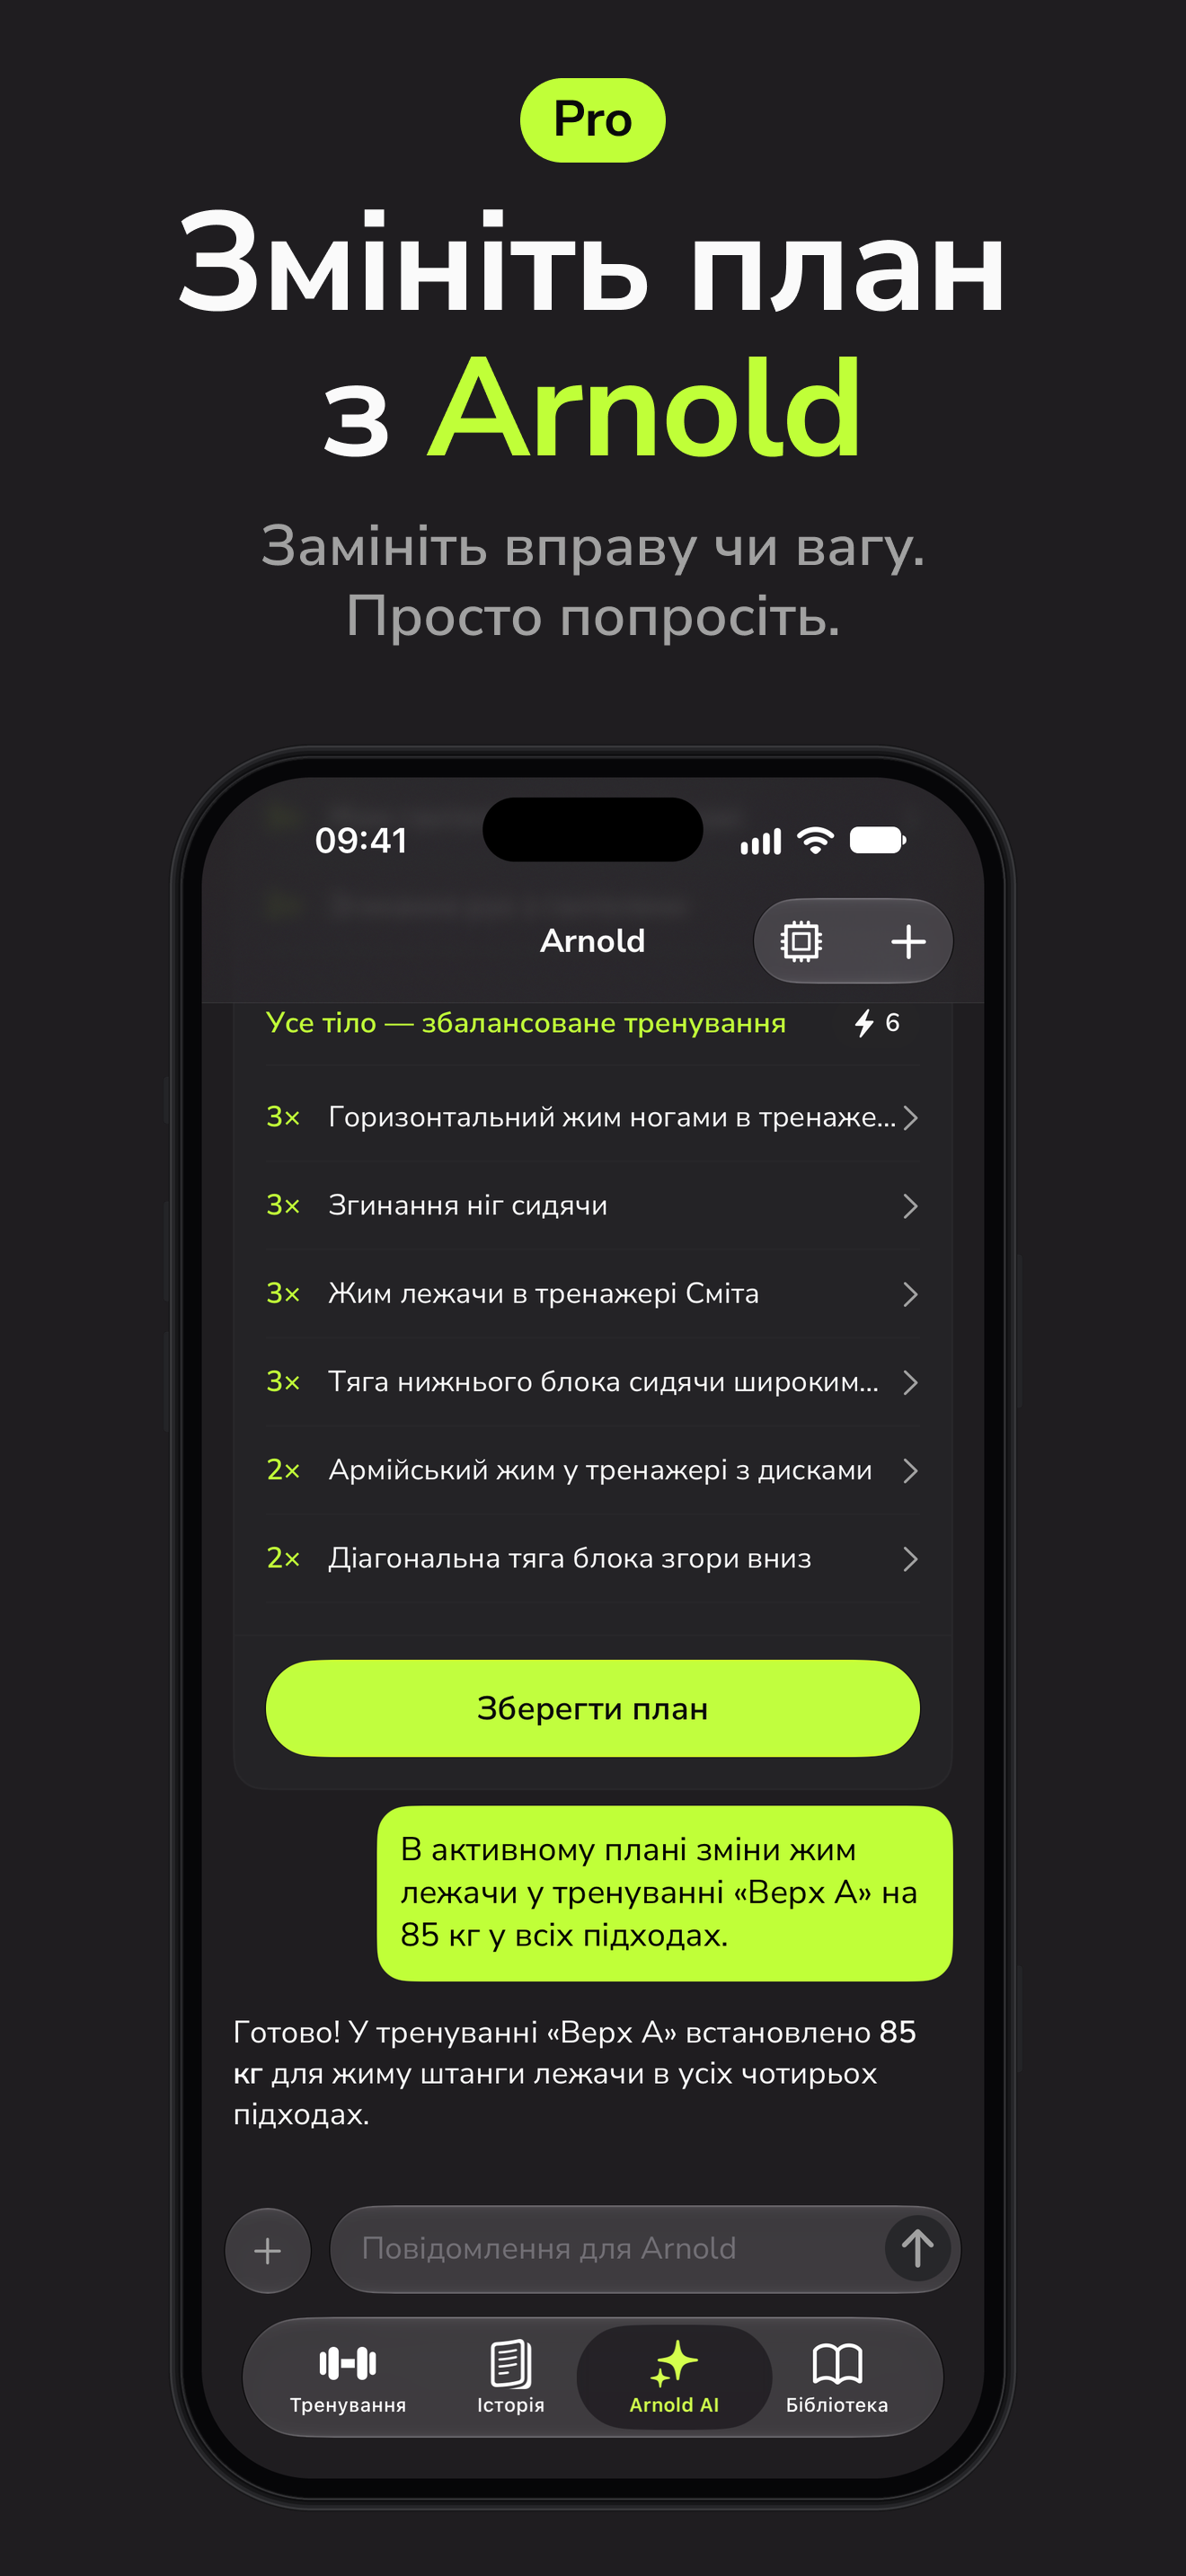 Pro
Змініть план
з Arnold
Замініть вправу чи вагу.
Просто попросіть.
09:41
Arnold
Усе тіло — збалансоване тренування
6
3× Горизонтальний жим ногами в тренаже...
3× Згинання ніг сидячи
3× Жим лежачи в тренажері Сміта
3× Тяга нижнього блока сидячи широким...
2× Армійський жим у тренажері з дисками
2× Діагональна тяга блока згори вниз
Зберегти план
В активному плані зміни жим
лежачи у тренуванні «Верх А» на
85 кг у всіх підходах.
Готово! У тренуванні «Верх А» встановлено 85
кг для жиму штанги лежачи в усіх чотирьох
підходах.
Повідомлення для Arnold
Тренування
Історія
Arnold AI
Бібліотека